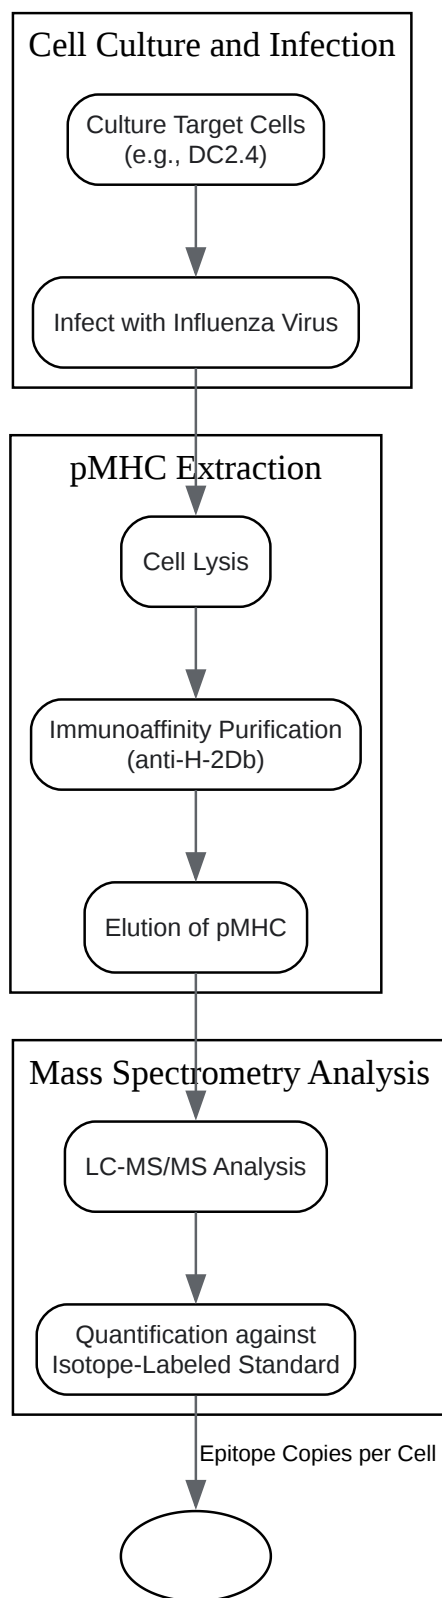 Cell Culture and Infection
Culture Target Cells
(e.g., DC2.4)
Infect with Influenza Virus
pMHC Extraction
Cell Lysis
Immunoaffinity Purification
(anti-H-2Db)
Elution of pMHC
Mass Spectrometry Analysis
LC-MS/MS Analysis
Quantification against
Isotope-Labeled Standard
Epitope Copies per Cell